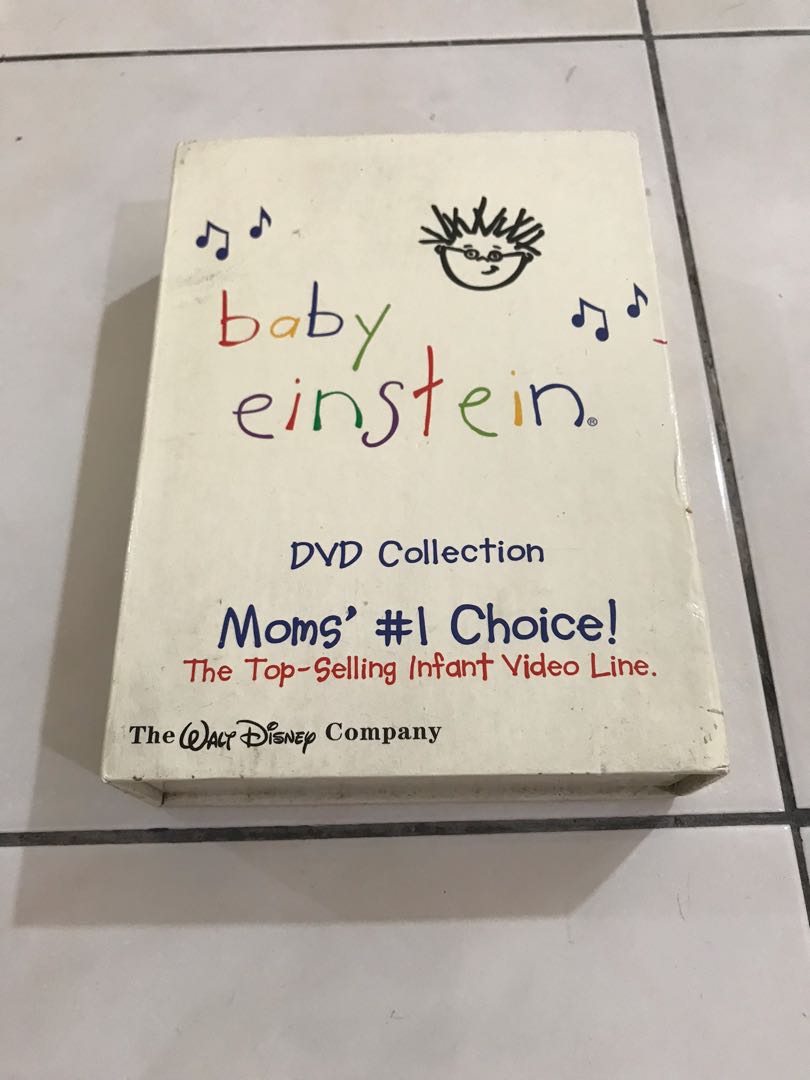 baby
einstein®
DVD Collection
Moms' #1 Choice!
The Top-Selling Infant Video Line.
The Walt Disney Company